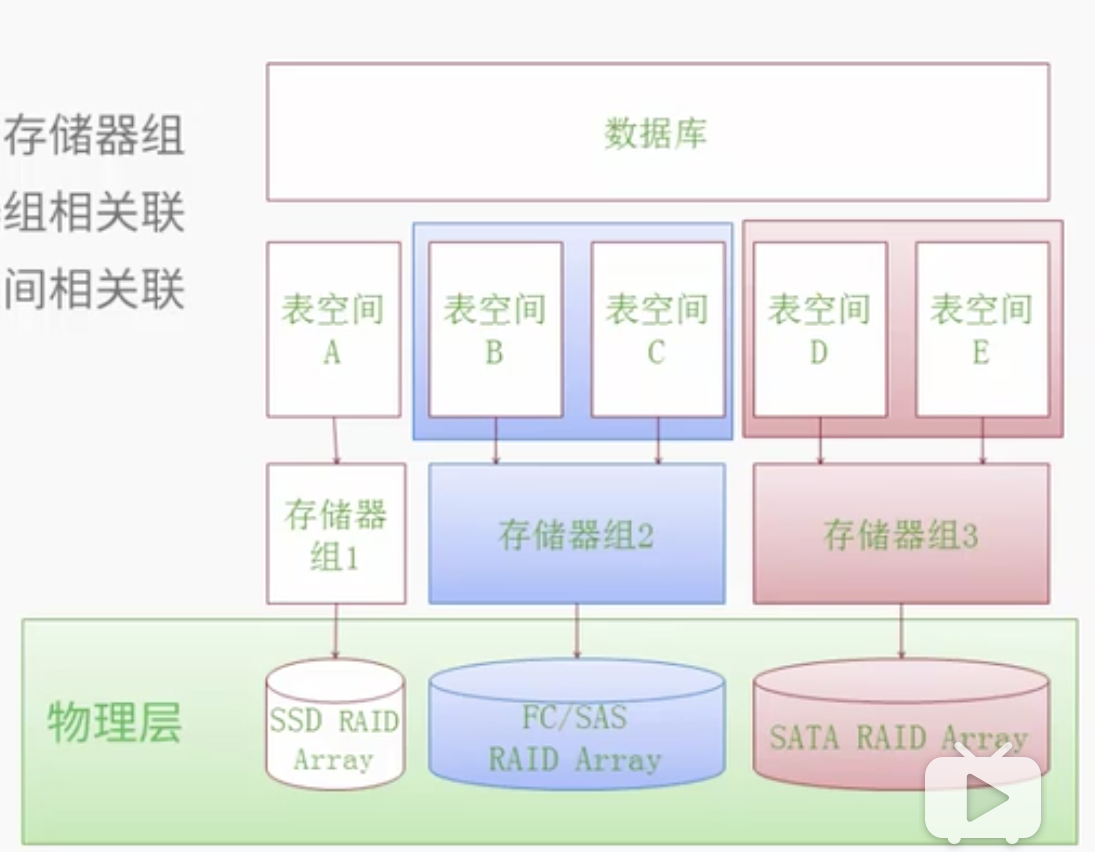 存储器组
组相关联
间相关联
数据库
表空间
A
表空间
B
表空间
C
表空间
D
表空间
E
存储器
组1
存储器组2
存储器组3
物理层
SSD RAID
Array
FC/SAS
RAID Array
SATA RAID Array